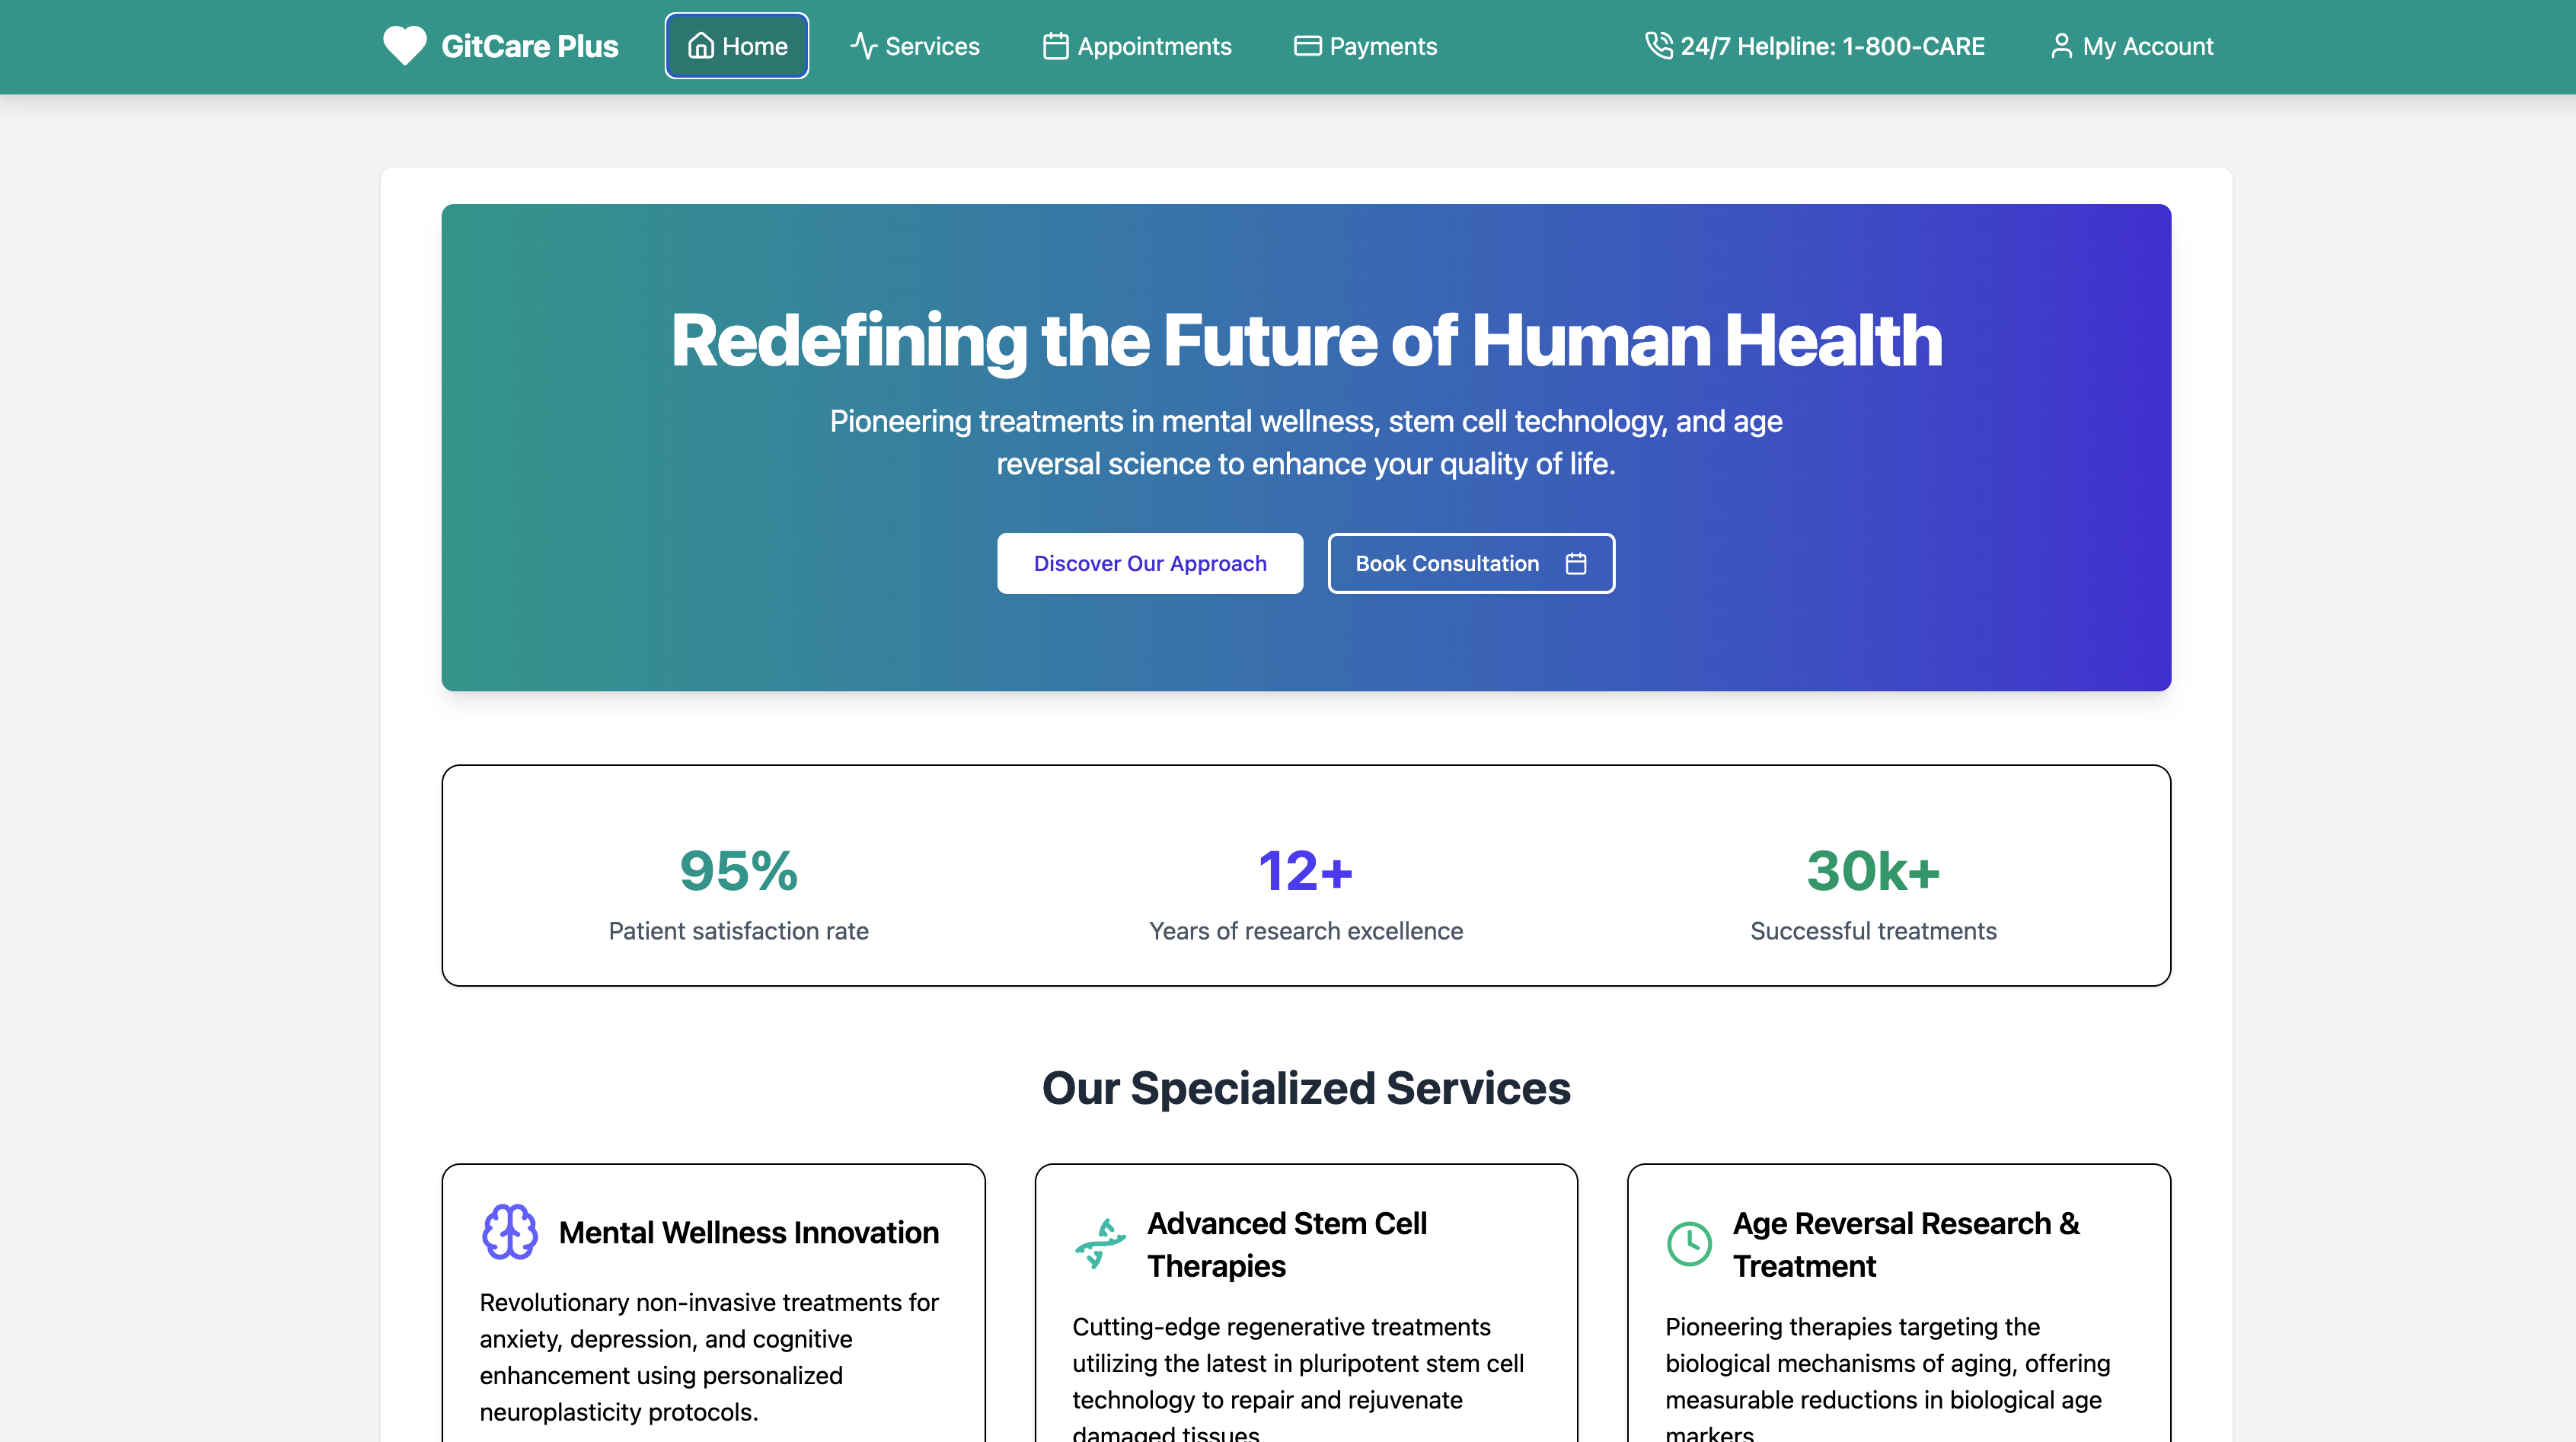 GitCare Plus
Home
Services
Appointments
Payments
24/7 Helpline: 1-800-CARE
My Account
Redefining the Future of Human Health
Pioneering treatments in mental wellness, stem cell technology, and age
reversal science to enhance your quality of life.
Discover Our Approach
Book Consultation
95%
Patient satisfaction rate
12+
Years of research excellence
30k+
Successful treatments
Our Specialized Services
Mental Wellness Innovation
Revolutionary non-invasive treatments for
anxiety, depression, and cognitive
enhancement using personalized
neuroplasticity protocols.
Advanced Stem Cell
Therapies
Cutting-edge regenerative treatments
utilizing the latest in pluripotent stem cell
technology to repair and rejuvenate
damaged tissues.
Age Reversal Research &
Treatment
Pioneering therapies targeting the
biological mechanisms of aging, offering
measurable reductions in biological age
markers.